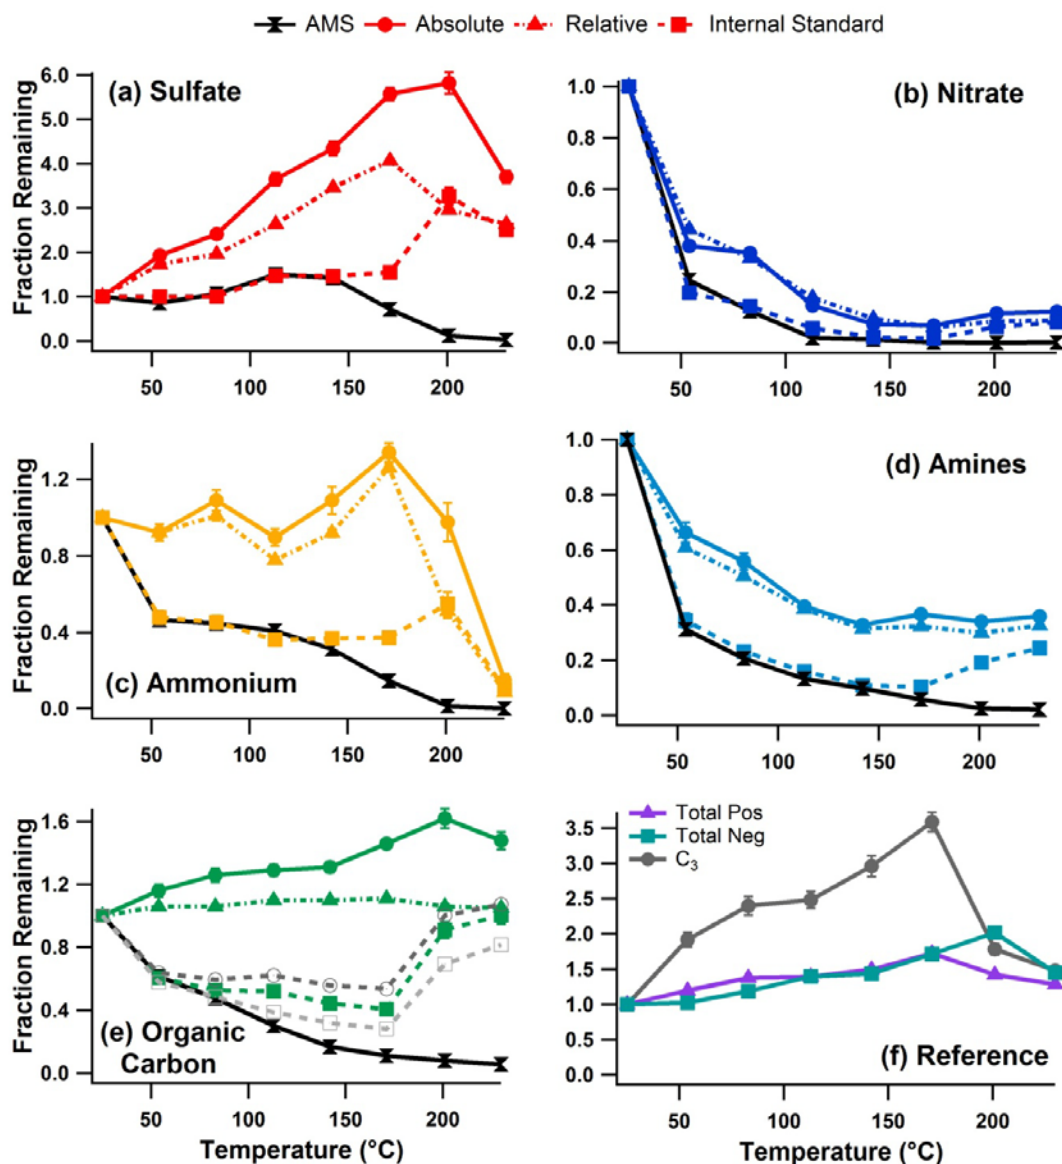 AMS Absolute Relative Internal Standard
(a) Sulfate
Fraction Remaining
6.0
5.0
4.0
3.0
2.0
1.0
0.0
50 100 150 200
(b) Nitrate
1.0
0.8
0.6
0.4
0.2
0.0
50 100 150 200
(c) Ammonium
Fraction Remaining
1.2
0.8
0.4
0.0
50 100 150 200
(d) Amines
1.0
0.8
0.6
0.4
0.2
0.0
50 100 150 200
(e) Organic
Carbon
Fraction Remaining
1.6
1.2
0.8
0.4
0.0
50 100 150 200
Temperature (°C)
Total Pos
Total Neg
C₃
(f) Reference
3.5
3.0
2.5
2.0
1.5
1.0
0.5
0.0
50 100 150 200
Temperature (°C)